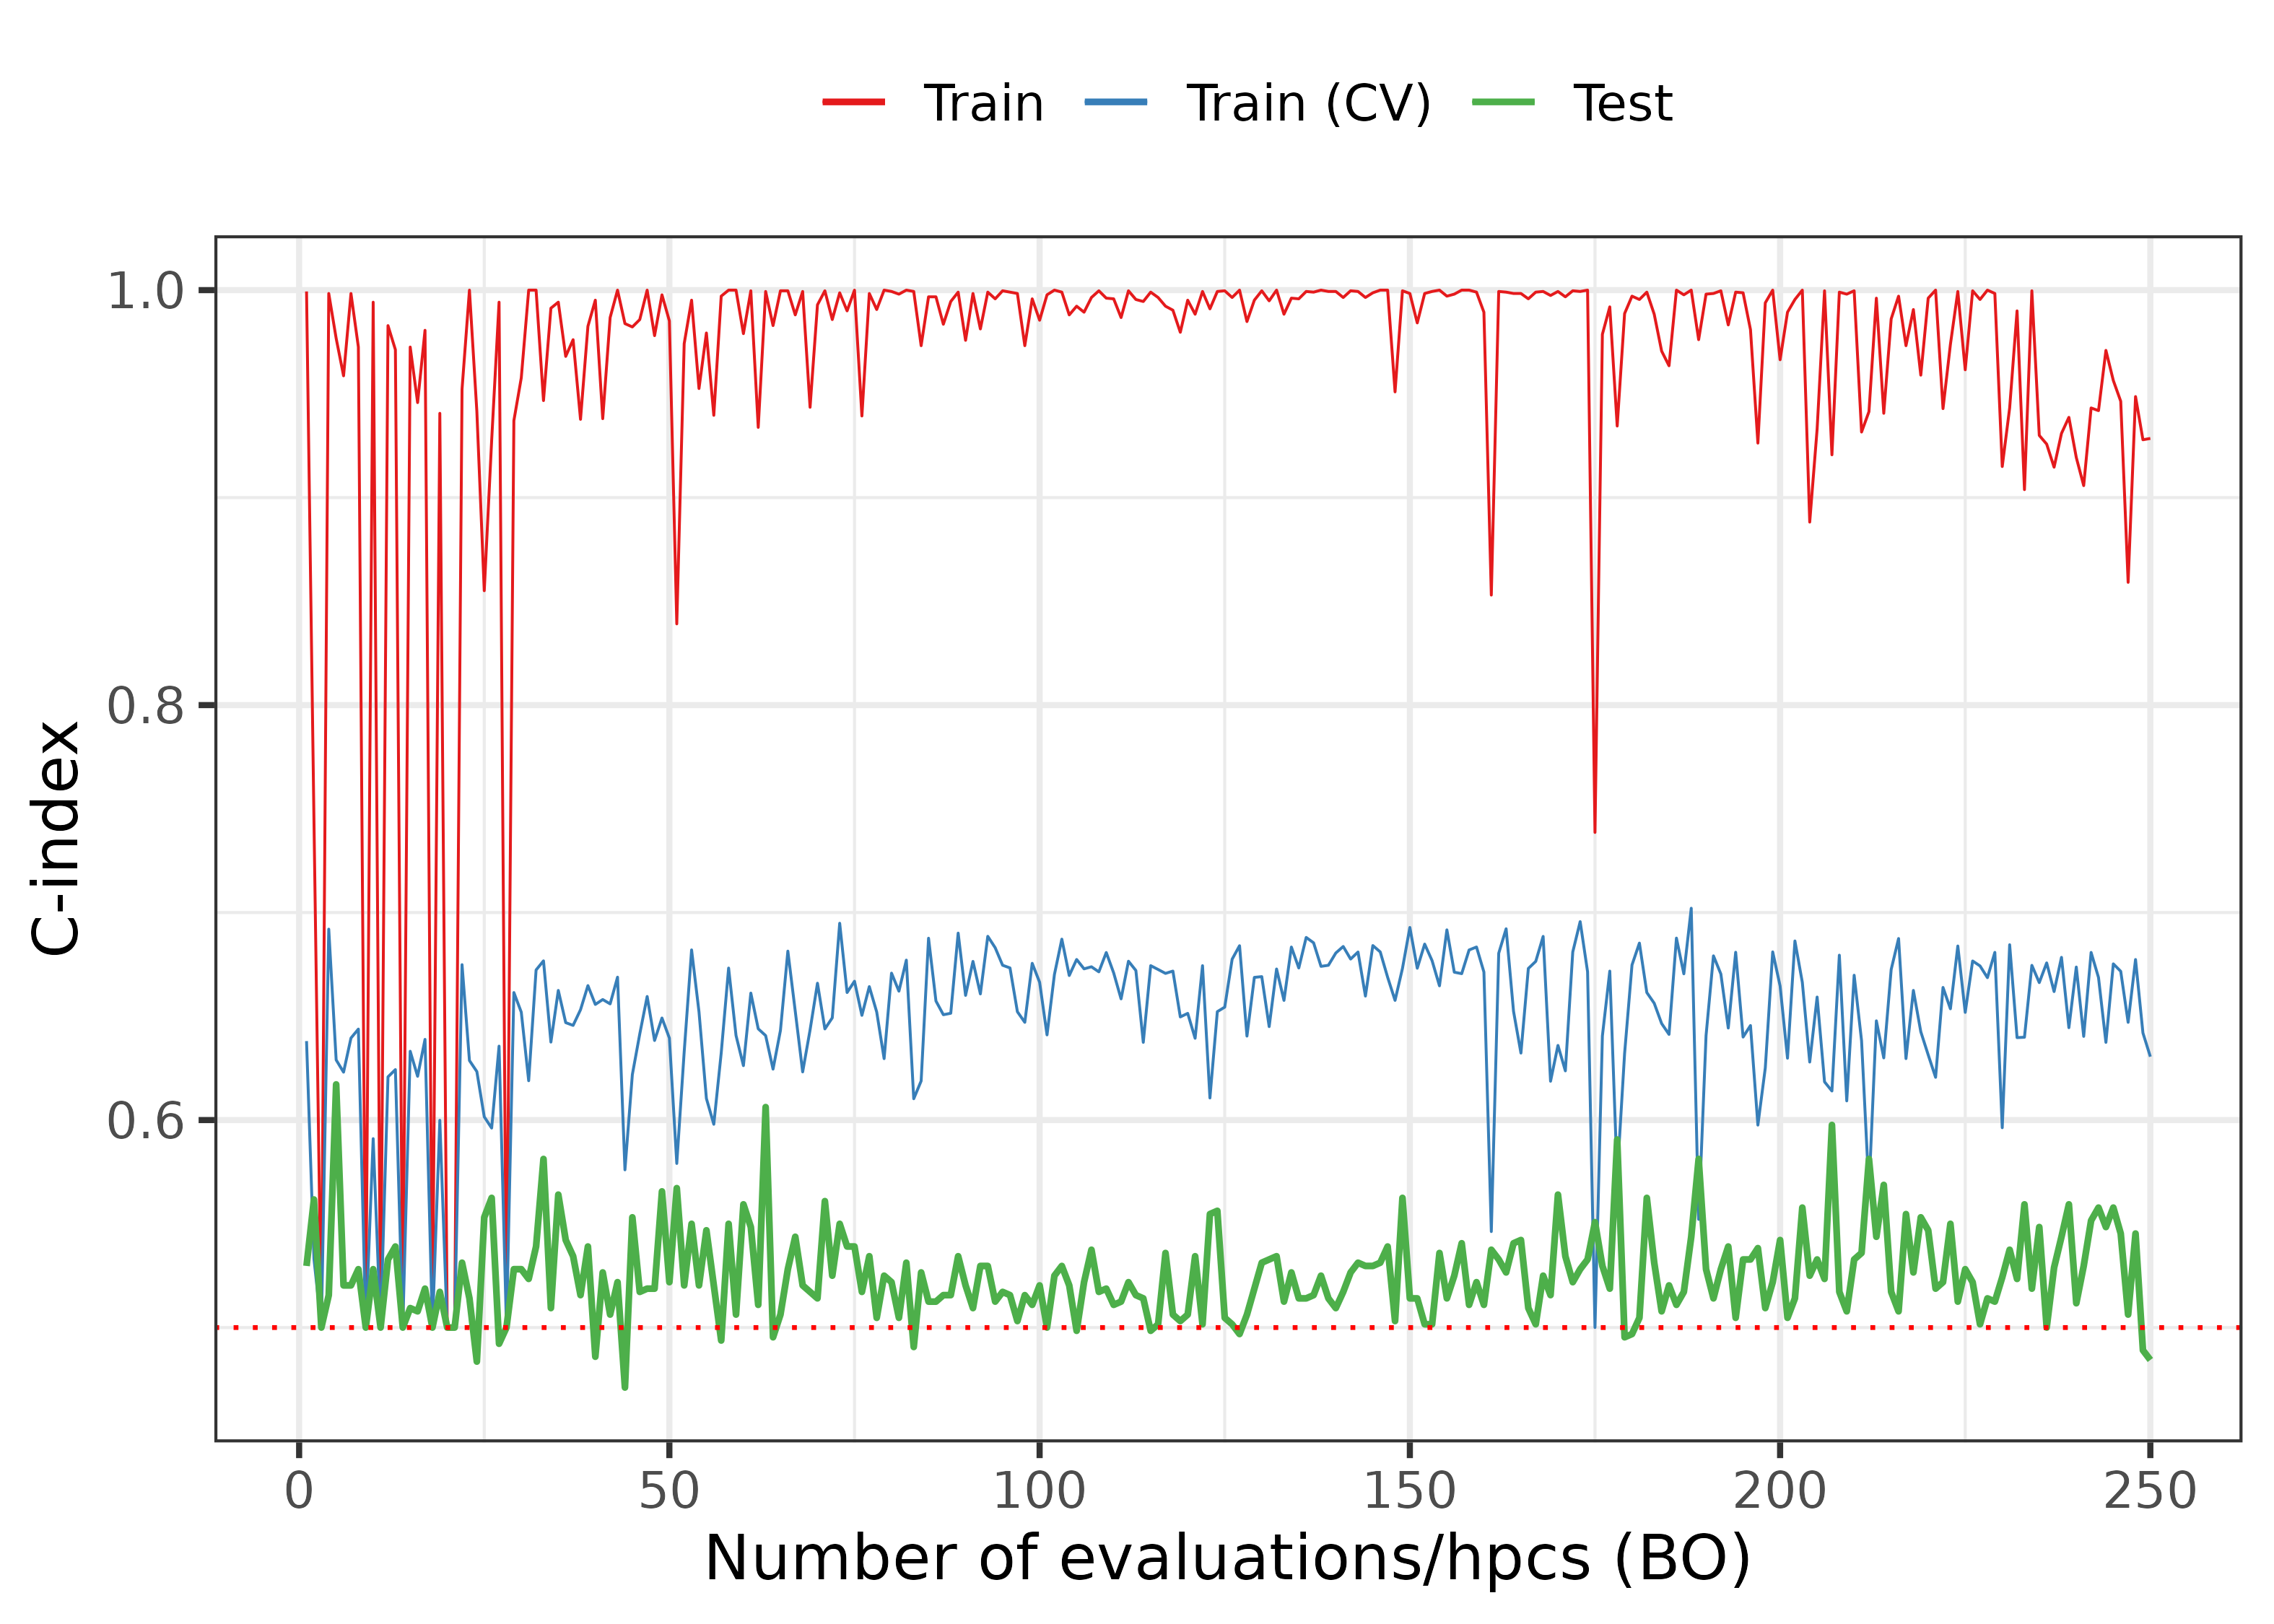 Train Train (CV) Test
1.0
0.8
0.6
C-index
0 50 100 150 200 250
Number of evaluations/hpcs (BO)